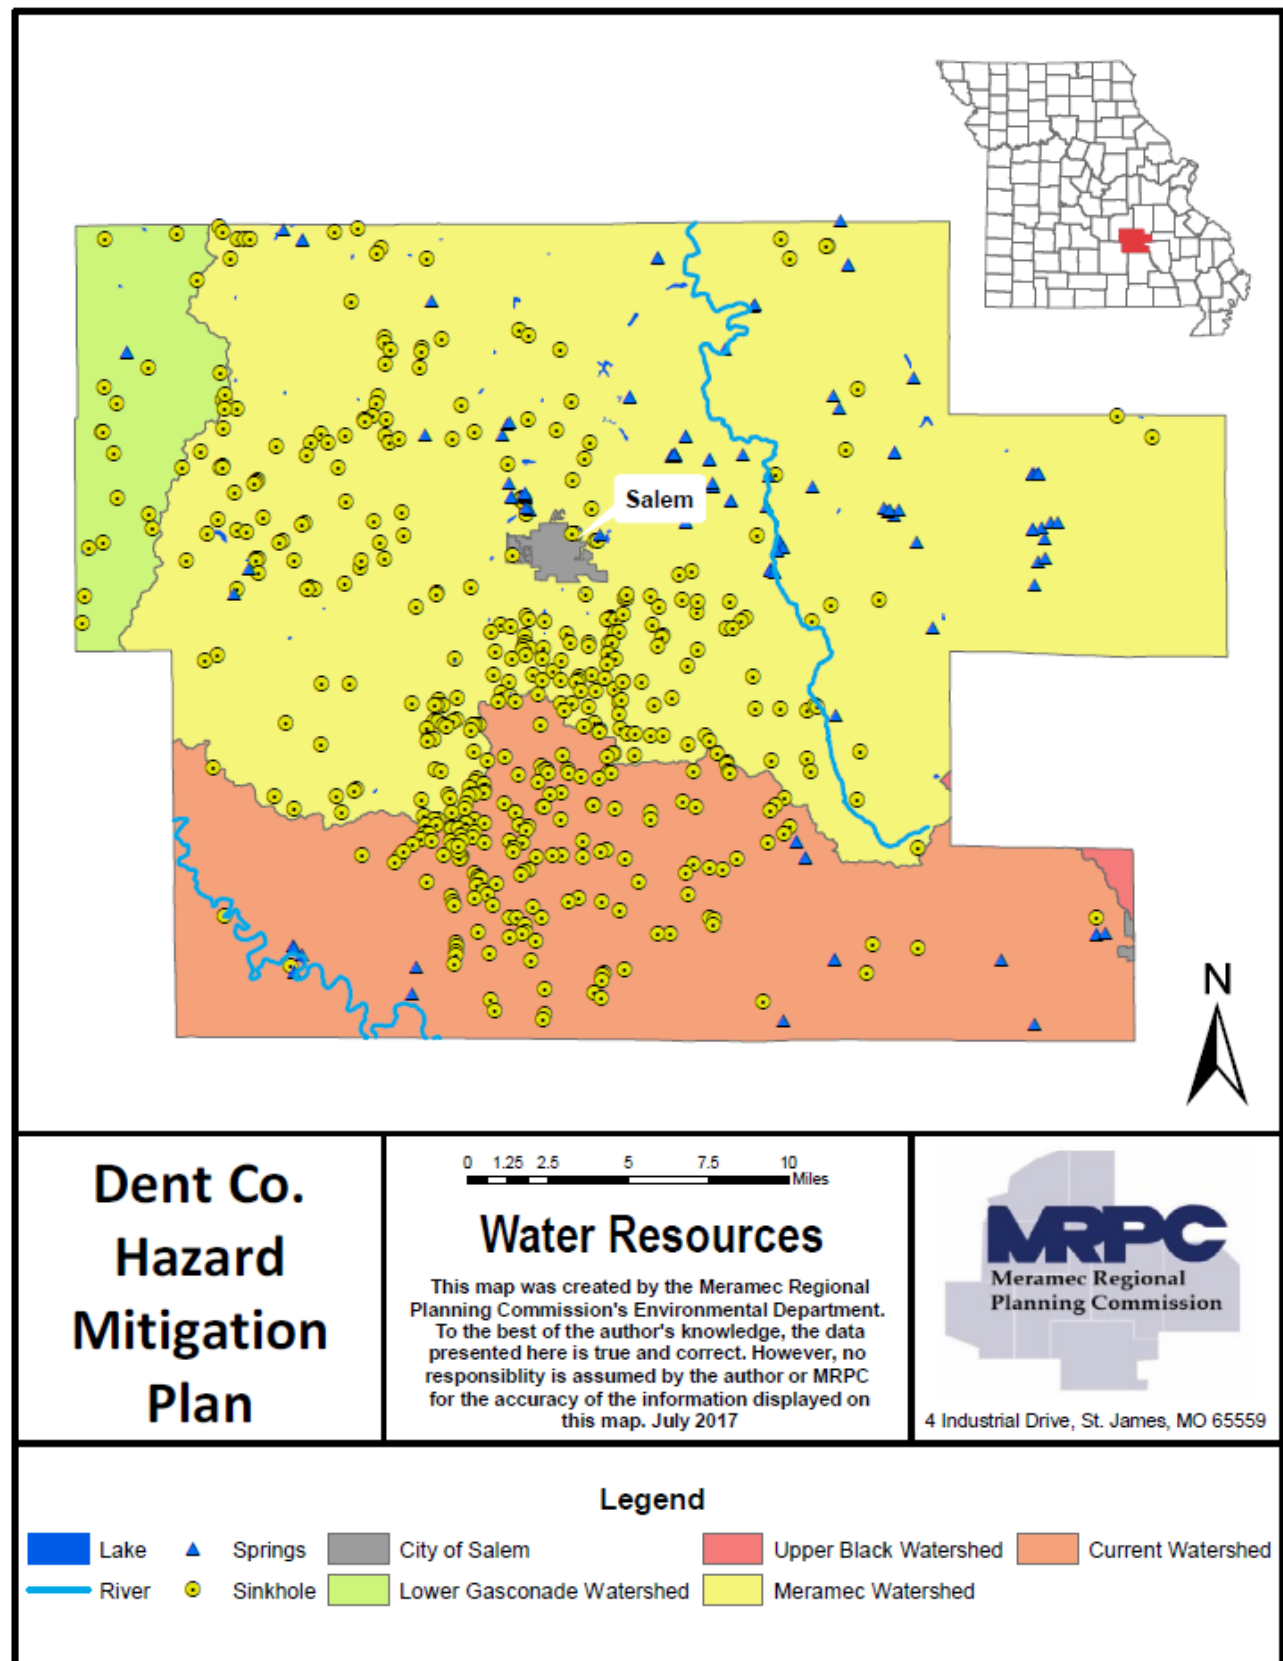 Salem
N
Dent Co.
Hazard
Mitigation
Plan
0 1.25 2.5 5 7.5 10
Miles
Water Resources
This map was created by the Meramec Regional
Planning Commission's Environmental Department.
To the best of the author's knowledge, the data
presented here is true and correct. However, no
responsiblity is assumed by the author or MRPC
for the accuracy of the information displayed on
this map. July 2017
MRPC
Meramec Regional
Planning Commission
4 Industrial Drive, St. James, MO 65559
Legend
Lake Springs City of Salem Upper Black Watershed Current Watershed
River Sinkhole Lower Gasconade Watershed Meramec Watershed